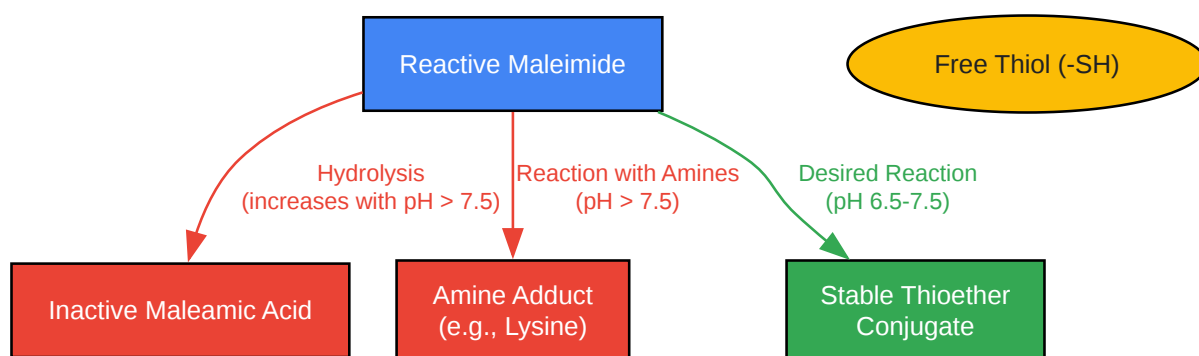 Reactive Maleimide
Free Thiol (-SH)
Hydrolysis
(increases with pH > 7.5)
Reaction with Amines
(pH > 7.5)
Desired Reaction
(pH 6.5-7.5)
Inactive Maleamic Acid
Amine Adduct
(e.g., Lysine)
Stable Thioether
Conjugate